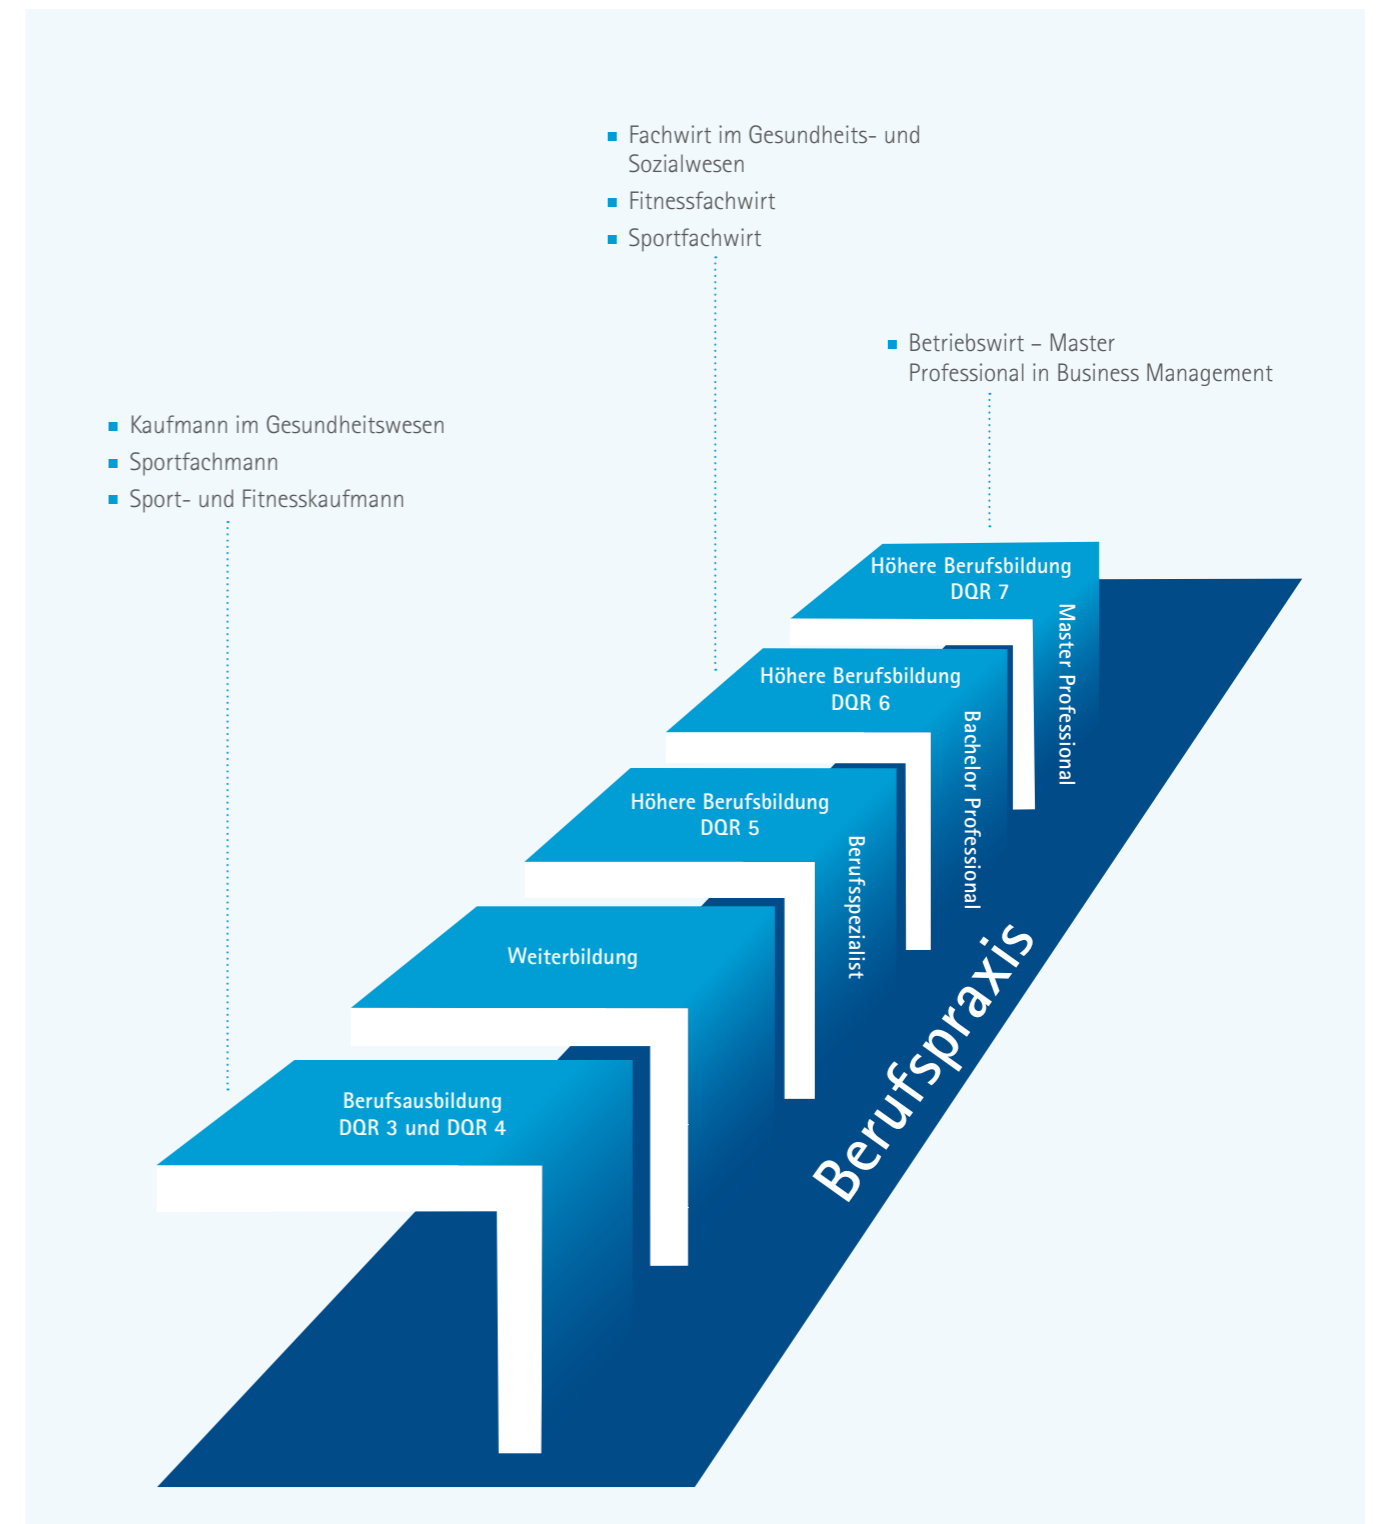 Fachwirt im Gesundheits- und
Sozialwesen
Fitnessfachwirt
Sportfachwirt
Betriebswirt – Master
Professional in Business Management
Kaufmann im Gesundheitswesen
Sportfachmann
Sport- und Fitnesskaufmann
Höhere Berufsbildung
DQR 7
Master Professional
Höhere Berufsbildung
DQR 6
Bachelor Professional
Höhere Berufsbildung
DQR 5
Berufsspezialist
Weiterbildung
Berufsausbildung
DQR 3 und DQR 4
Berufspraxis